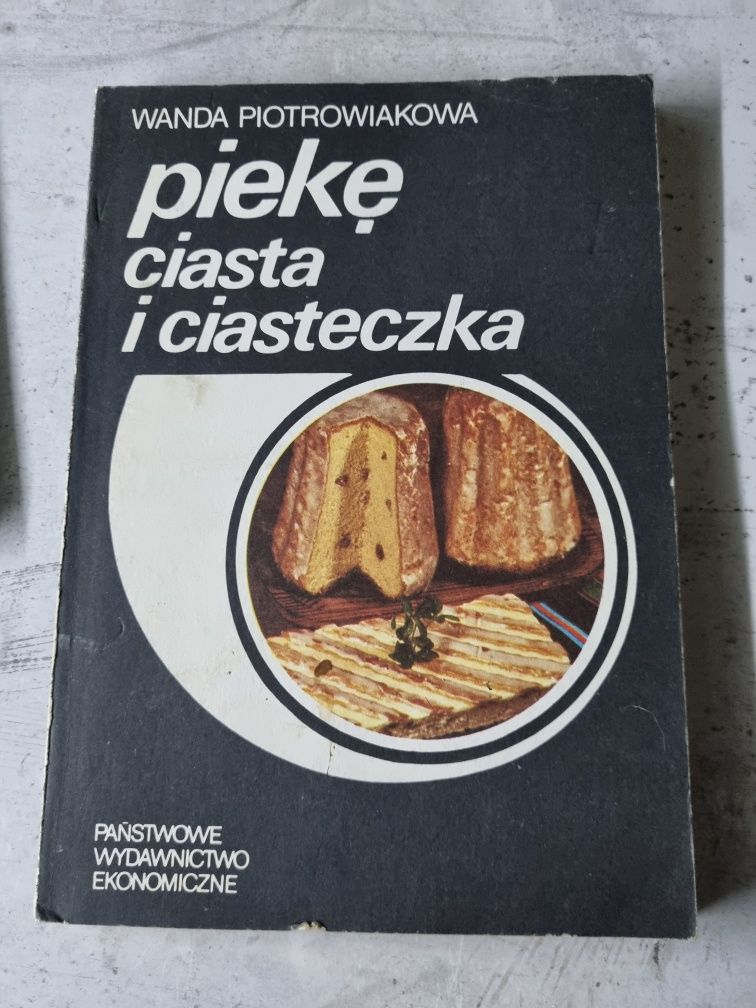 WANDA PIOTROWIAKOWA
piekę
ciasta
i ciasteczka
PAŃSTWOWE
WYDAWNICTWO
EKONOMICZNE